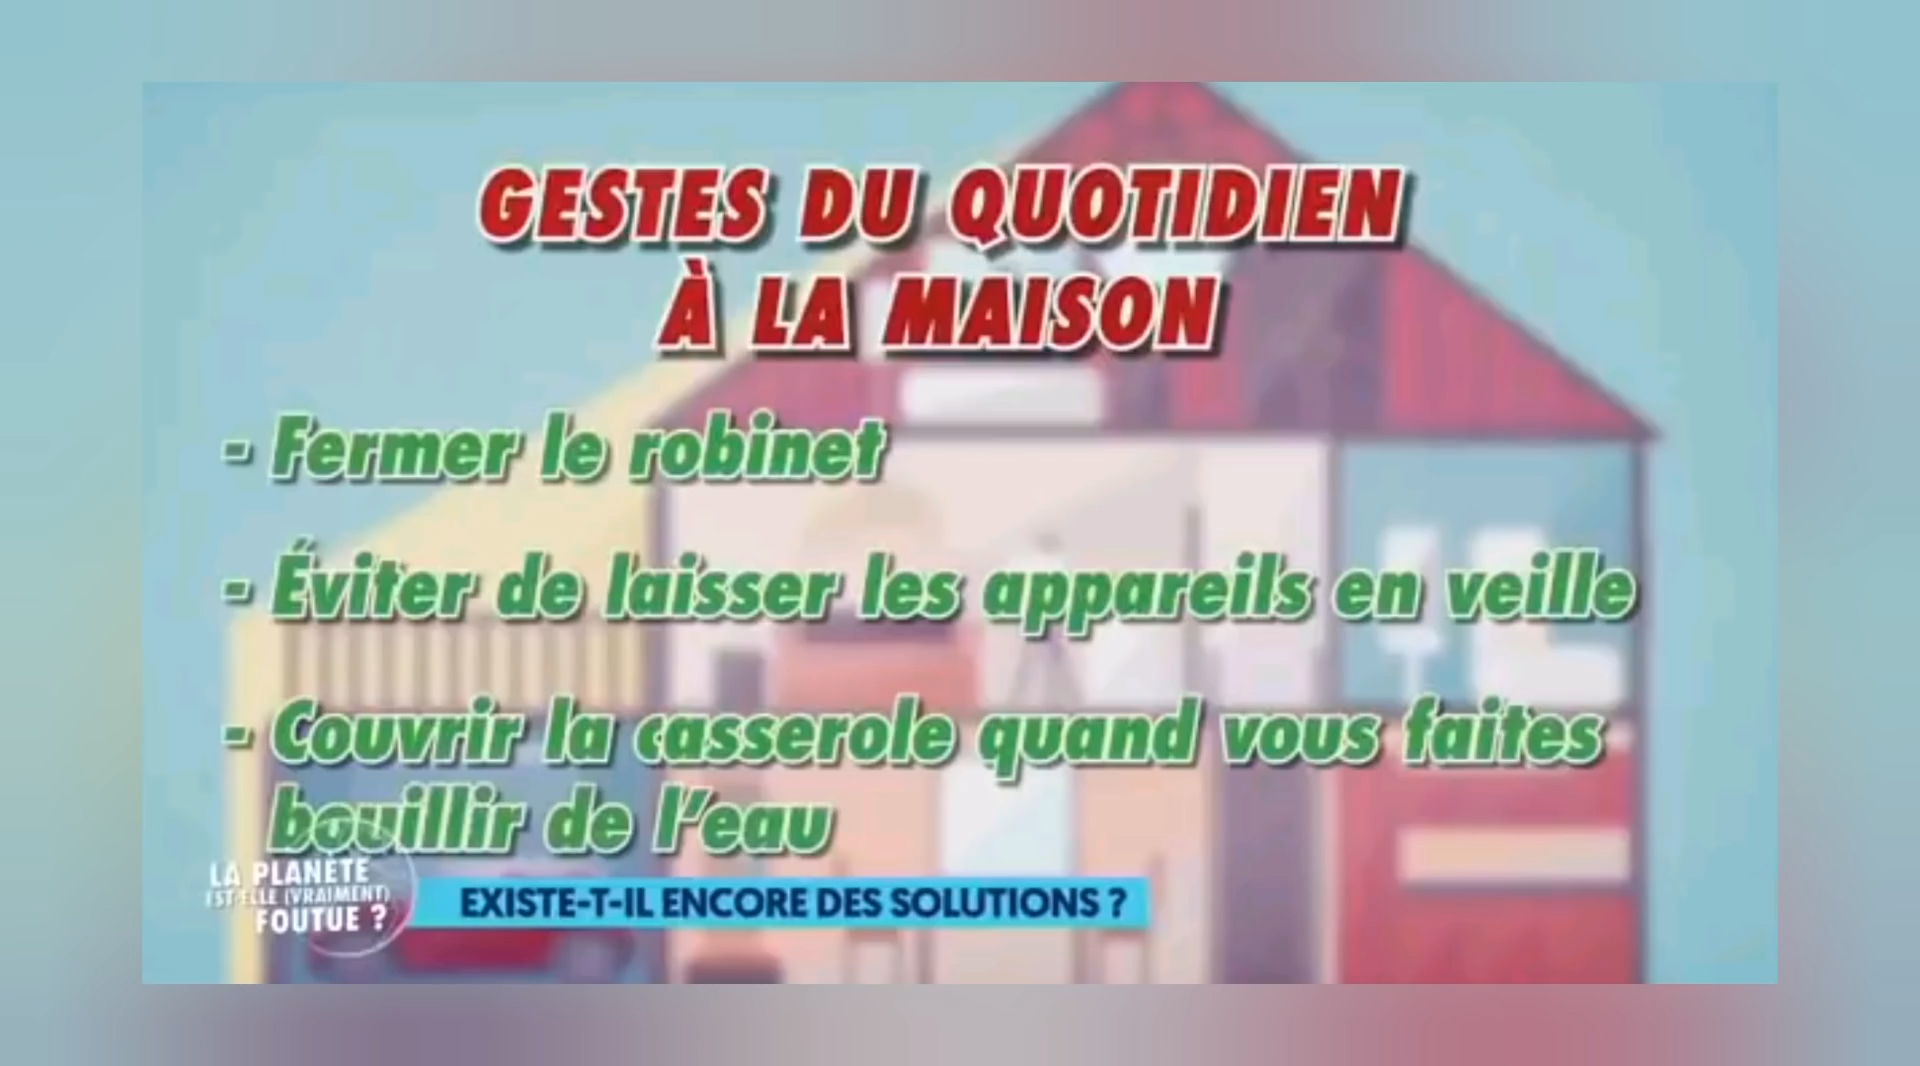 GESTES DU QUOTIDIEN
À LA MAISON
- Fermer le robinet
- Éviter de laisser les appareils en veille
- Couvrir la casserole quand vous faites
bouillir de l'eau
LA PLANÈTE
EST-ELLE (VRAIMENT)
FOUTUE ?
EXISTE-T-IL ENCORE DES SOLUTIONS ?